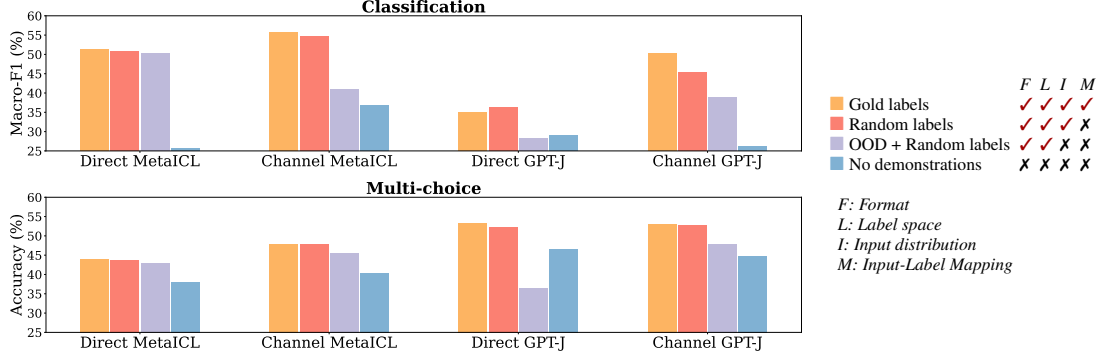 Classification
Macro-F1 (%)
60
55
50
45
40
35
30
25
Direct MetaICL Channel MetaICL Direct GPT-J Channel GPT-J
Multi-choice
Accuracy (%)
60
55
50
45
40
35
30
25
Direct MetaICL Channel MetaICL Direct GPT-J Channel GPT-J
F L I M
Gold labels ✓ ✓ ✓ ✓
Random labels ✓ ✓ ✓ ✗
OOD + Random labels ✓ ✓ ✗ ✗
No demonstrations ✗ ✗ ✗ ✗
F: Format
L: Label space
I: Input distribution
M: Input-Label Mapping